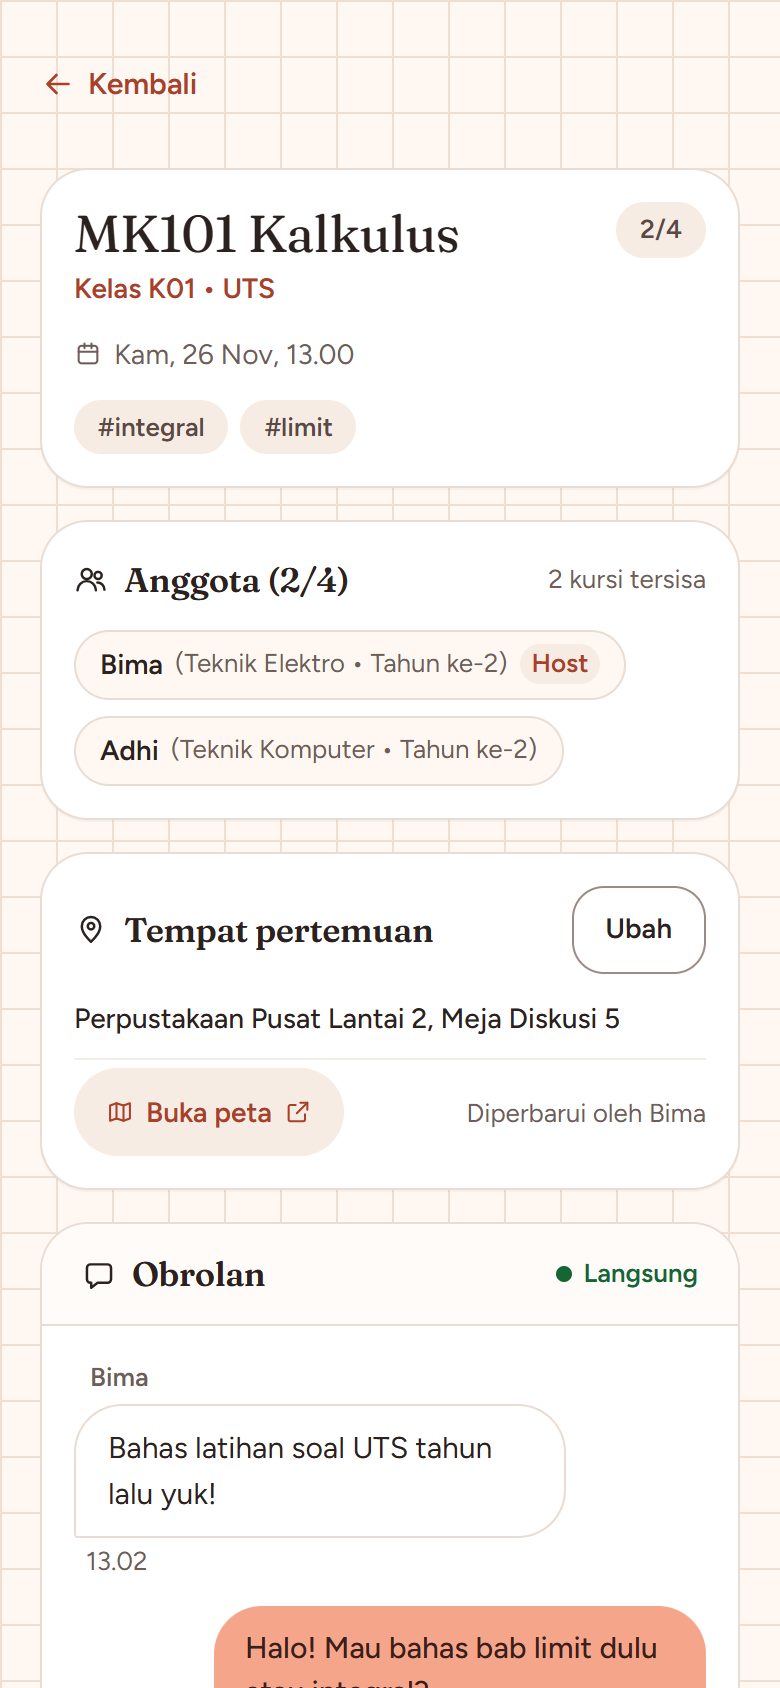 Kembali
MK101 Kalkulus
2/4
Kelas K01 • UTS
Kam, 26 Nov, 13.00
#integral #limit
Anggota (2/4)
2 kursi tersisa
Bima (Teknik Elektro • Tahun ke-2) Host
Adhi (Teknik Komputer • Tahun ke-2)
Tempat pertemuan
Ubah
Perpustakaan Pusat Lantai 2, Meja Diskusi 5
Buka peta
Diperbarui oleh Bima
Obrolan
Langsung
Bima
Bahas latihan soal UTS tahun
lalu yuk!
13.02
Halo! Mau bahas bab limit dulu
atau integral?